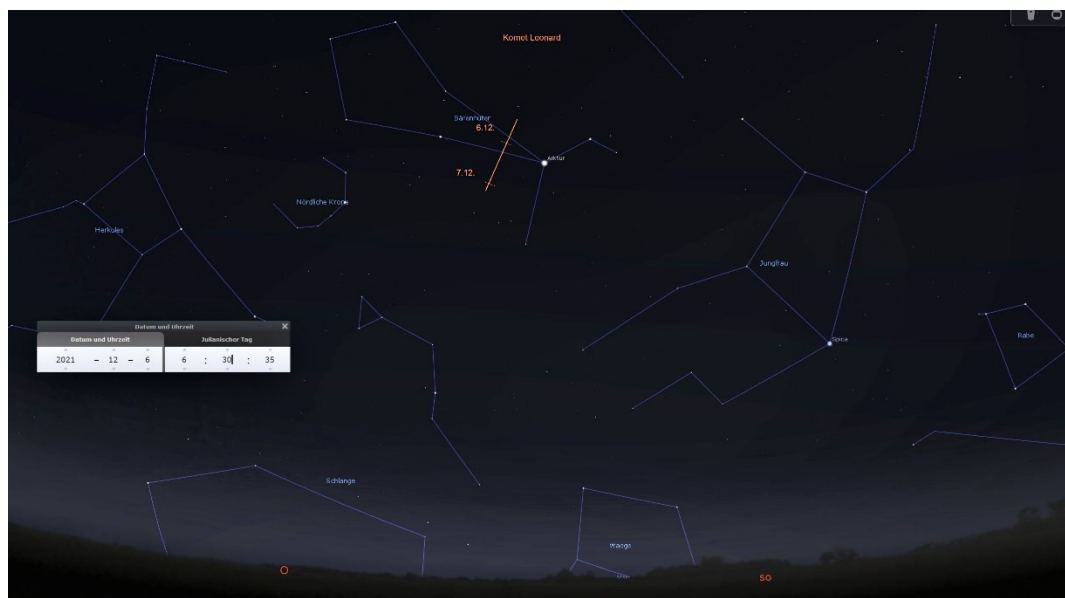 Komet Leonard
Bärenhüter
6.12.
Arktur
7.12.
Nördliche Krone
Herkules
Jungfrau
Datum und Uhrzeit
Datum und Uhrzeit
Julianischer Tag
2021 – 12 – 6 6 : 30 : 35
Spica
Rabe
Schlange
Waage
O
SO